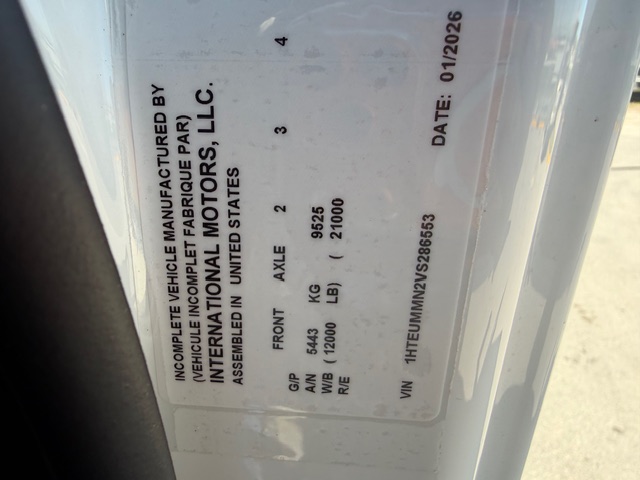 INCOMPLETE VEHICLE MANUFACTURED BY
(VEHICULE INCOMPLET FABRIQUE PAR)
INTERNATIONAL MOTORS, LLC.
ASSEMBLED IN UNITED STATES
FRONT AXLE 2 3 4
G/P
A/N 5443 KG 9525
W/B ( 12000 LB) ( 21000
R/E
VIN 1HTEUMMN2VS286553 DATE: 01/2026